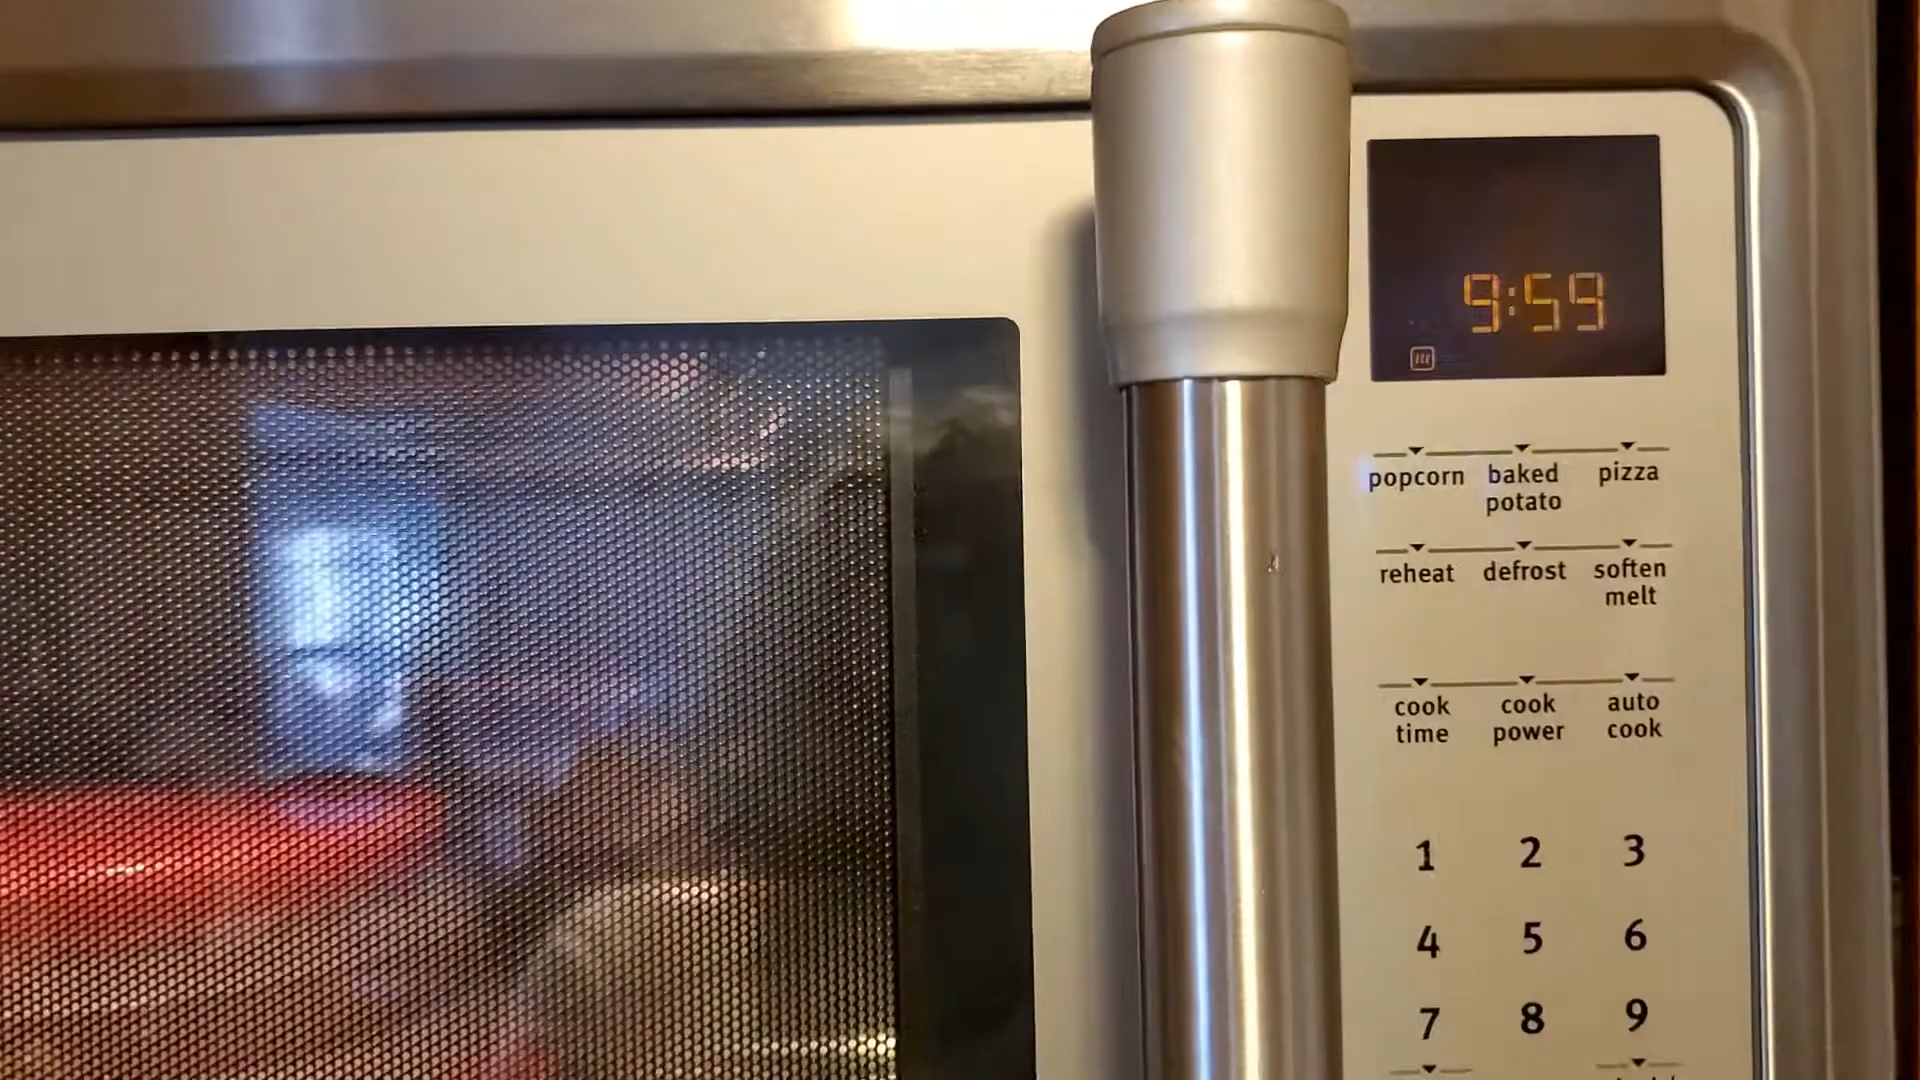 9:59
popcorn baked potato pizza
reheat defrost soften melt
cook time cook power auto cook
1 2 3
4 5 6
7 8 9